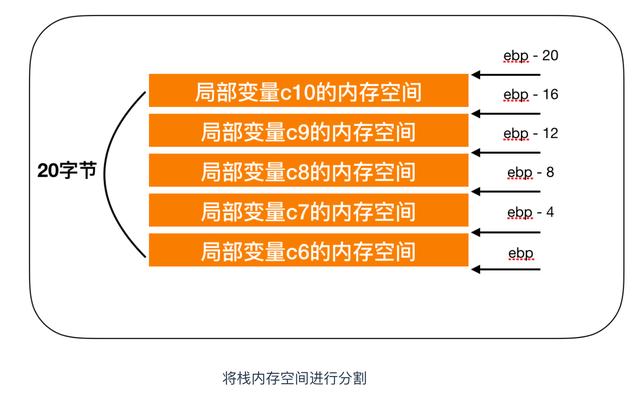 ebp - 20
局部变量c10的内存空间
ebp - 16
局部变量c9的内存空间
ebp - 12
局部变量c8的内存空间
20字节
ebp - 8
局部变量c7的内存空间
ebp - 4
局部变量c6的内存空间
ebp
将栈内存空间进行分割